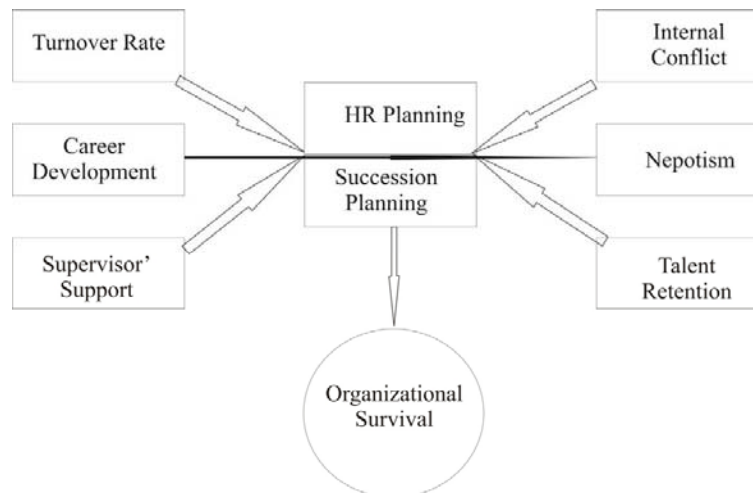 Turnover Rate
Internal
Conflict
HR Planning
Career
Development
Succession
Planning
Nepotism
Supervisor’
Support
Talent
Retention
Organizational
Survival